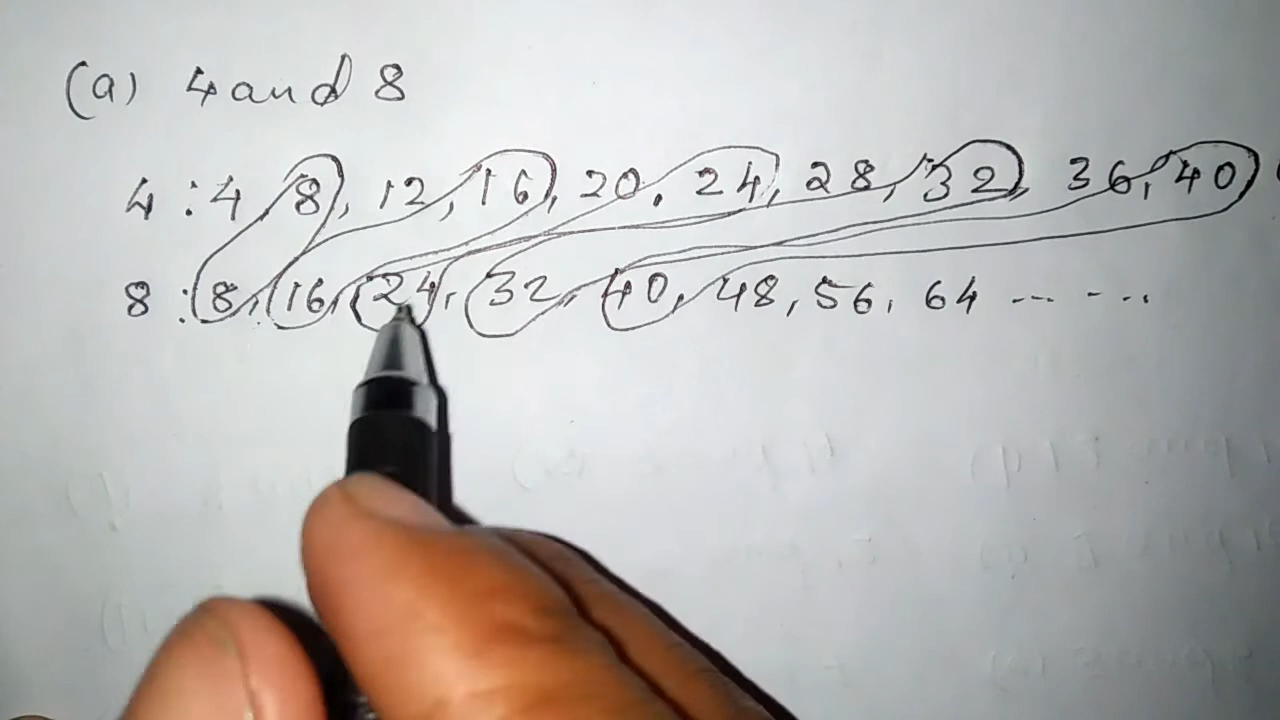 (a) 4 and 8
4 : 4, 8, 12, 16, 20, 24, 28, 32, 36, 40
8 : 8, 16, 24, 32, 40, 48, 56, 64 ... - ...